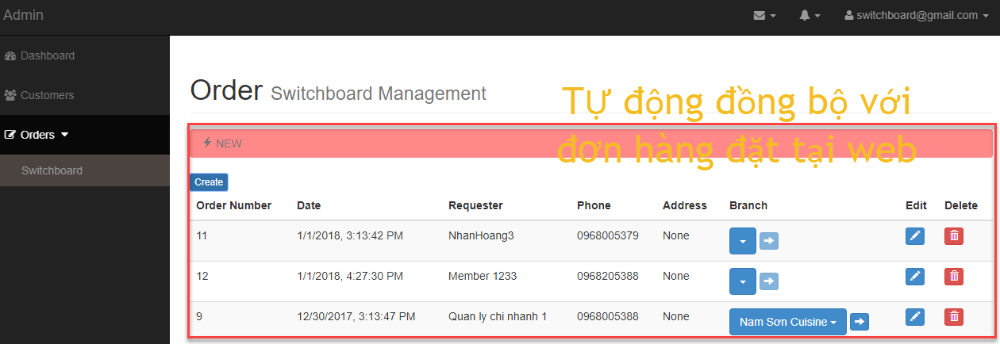 Admin
switchboard@gmail.com
Dashboard
Customers
Orders
Switchboard
Order Switchboard Management
Tự động đồng bộ với
đơn hàng đặt tại web
NEW
Create
Order Number Date Requester Phone Address Branch Edit Delete
11 1/1/2018, 3:13:42 PM NhanHoang3 0968005379 None
12 1/1/2018, 4:27:30 PM Member 1233 0968205388 None
9 12/30/2017, 3:13:47 PM Quan ly chi nhanh 1 0968005388 None Nam Sơn Cuisine